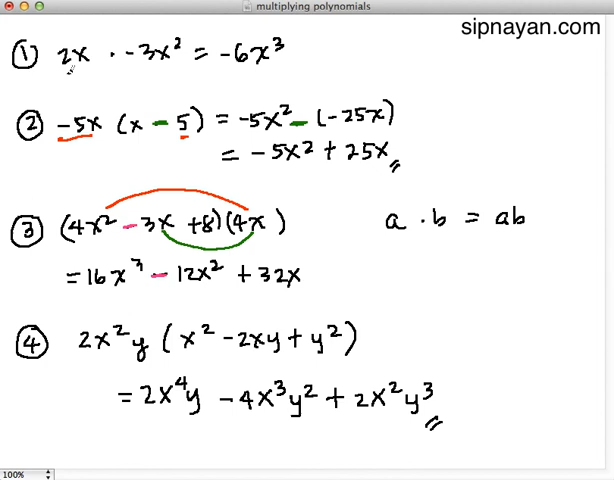 multiplying polynomials
sipnayan.com
① 2x · -3x² = -6x³
② -5x (x - 5) = -5x² - (-25x)
= -5x² + 25x
③ (4x² - 3x + 8)(4x) a · b = ab
= 16x³ - 12x² + 32x
④ 2x²y (x² - 2xy + y²)
= 2x⁴y - 4x³y² + 2x²y³
100%